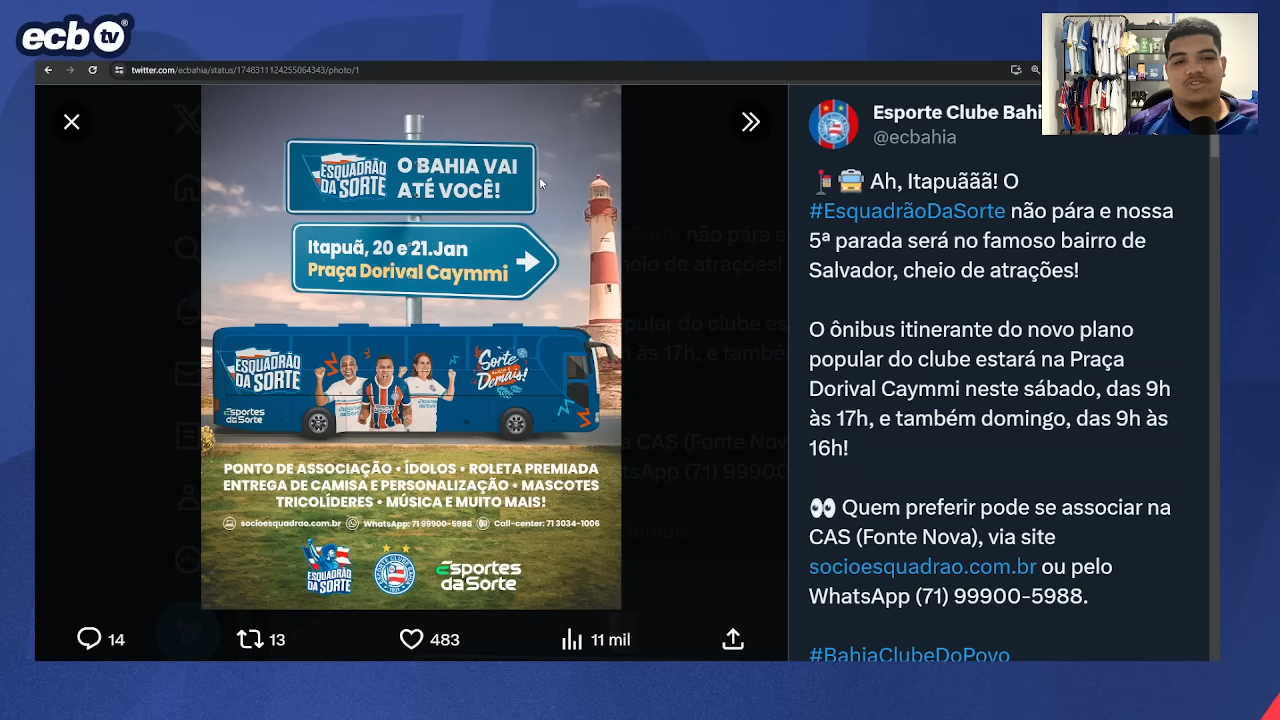 ecb tv
twitter.com/ecbahia/status/1748311124255064343/photo/1
ESQUADRÃO
DA SORTE
O BAHIA VAI
ATÉ VOCÊ!
Itapuã, 20 e 21.Jan
Praça Dorival Caymmi
ESQUADRÃO
DA SORTE
Sorte
Demais!
Esportes
da Sorte
PONTO DE ASSOCIAÇÃO • ÍDOLOS • ROLETA PREMIADA
ENTREGA DE CAMISA E PERSONALIZAÇÃO • MASCOTES
TRICOLÍDERES • MÚSICA E MUITO MAIS!
socioesquadrao.com.br WhatsApp: 71 99900-5988 Call-center: 71 3034-1006
ESQUADRÃO
DA SORTE
Esportes
da Sorte
14 13 483 11 mil
Esporte Clube Bahi
@ecbahia
Ah, Itapuããã! O
#EsquadrãoDaSorte não pára e nossa
5ª parada será no famoso bairro de
Salvador, cheio de atrações!
O ônibus itinerante do novo plano
popular do clube estará na Praça
Dorival Caymmi neste sábado, das 9h
às 17h, e também domingo, das 9h às
16h!
Quem preferir pode se associar na
CAS (Fonte Nova), via site
socioesquadrao.com.br ou pelo
WhatsApp (71) 99900-5988.
#BahiaClubeDoPovo